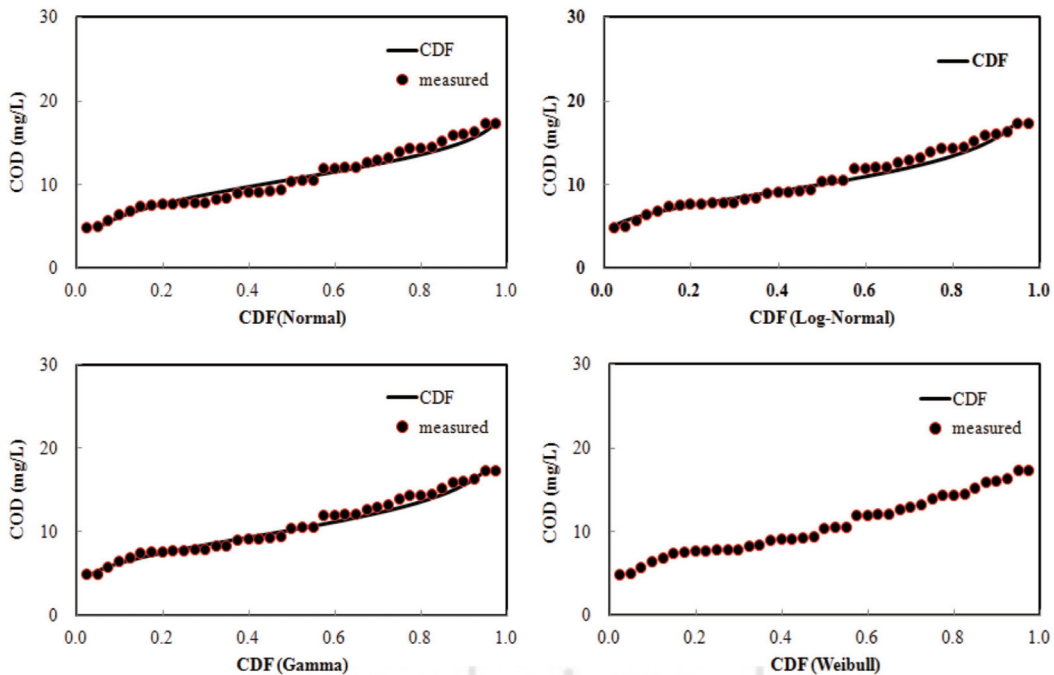 30
20
10
0
COD (mg/L)
CDF
measured
0.0 0.2 0.4 0.6 0.8 1.0
CDF(Normal)
30
20
10
0
COD (mg/L)
CDF
0.0 0.2 0.4 0.6 0.8 1.0
CDF (Log-Normal)
30
20
10
0
COD (mg/L)
CDF
measured
0.0 0.2 0.4 0.6 0.8 1.0
CDF (Gamma)
30
20
10
0
COD (mg/L)
CDF
measured
0.0 0.2 0.4 0.6 0.8 1.0
CDF (Weibull)